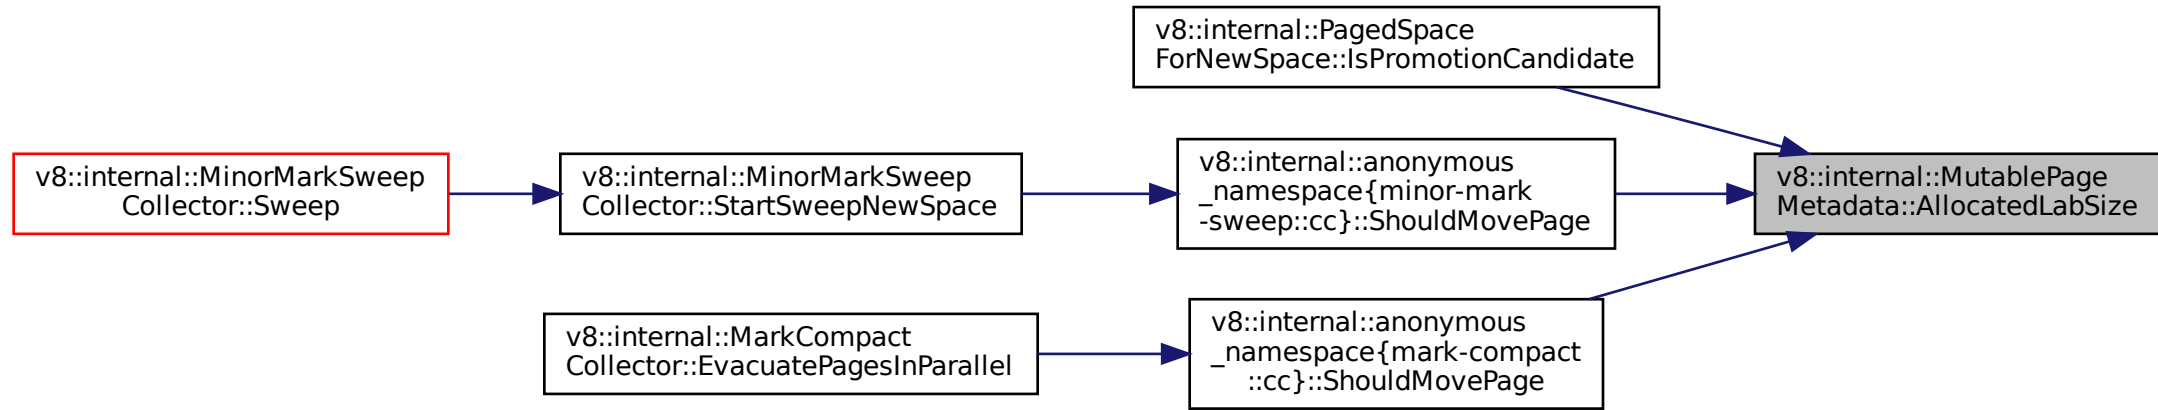 v8::internal::PagedSpace
ForNewSpace::IsPromotionCandidate
v8::internal::MinorMarkSweep
Collector::Sweep
v8::internal::MinorMarkSweep
Collector::StartSweepNewSpace
v8::internal::anonymous
_namespace{minor-mark
-sweep::cc}::ShouldMovePage
v8::internal::MutablePage
Metadata::AllocatedLabSize
v8::internal::MarkCompact
Collector::EvacuatePagesInParallel
v8::internal::anonymous
_namespace{mark-compact
::cc}::ShouldMovePage